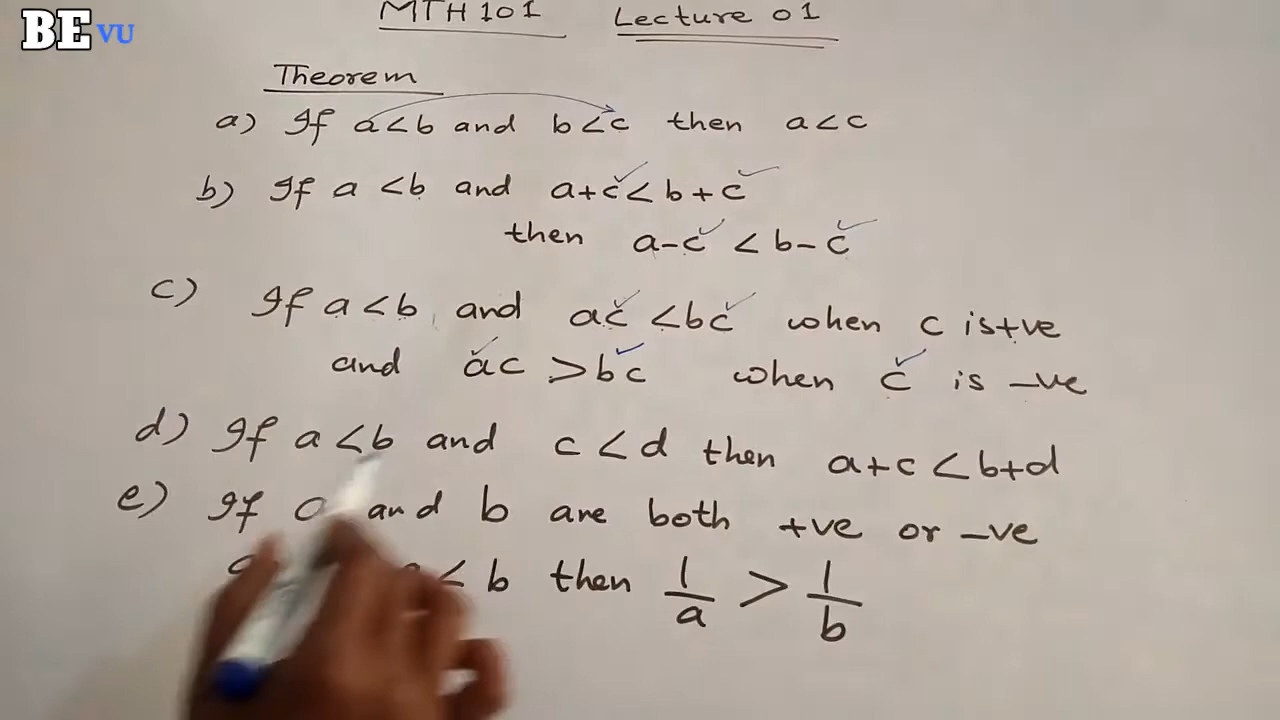 BE VU
MTH 101 Lecture 01
Theorem
a) If a < b and b < c then a < c
b) If a < b and a+c < b+c
then a-c < b-c
c) If a < b and ac < bc when c is +ve
and ac > bc when c is -ve
d) If a < b and c < d then a+c < b+d
e) If a and b are both +ve or -ve
< b then 1/a > 1/b